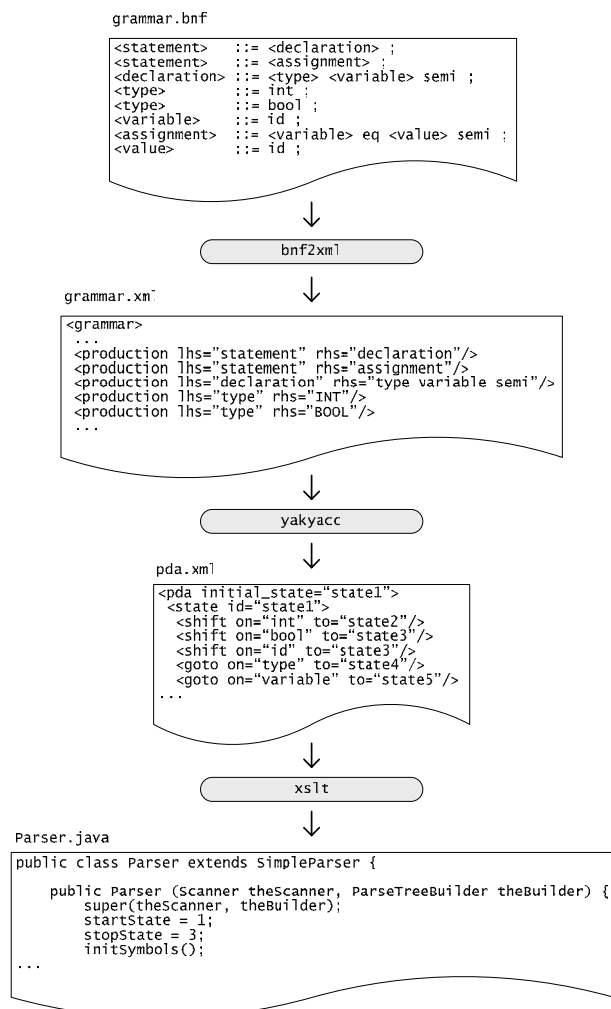 grammar.bnf
<statement> ::= <declaration> ;
<statement> ::= <assignment> ;
<declaration> ::= <type> <variable> semi ;
<type> ::= int ;
<type> ::= bool ;
<variable> ::= id ;
<assignment> ::= <variable> eq <value> semi ;
<value> ::= id ;
bnf2xml
grammar.xml
<grammar>
...
<production lhs=”statement” rhs=”declaration”/>
<production lhs=”statement” rhs=”assignment”/>
<production lhs=”declaration” rhs=”type variable semi”/>
<production lhs=”type” rhs=”INT”/>
<production lhs=”type” rhs=”BOOL”/>
...
yakyacc
pda.xml
<pda initial_state=“state1”>
<state id=“state1”>
<shift on=“int” to=“state2”/>
<shift on=“bool” to=“state3”/>
<shift on=“id” to=“state3”/>
<goto on=“type” to=“state4”/>
<goto on=“variable” to=“state5”/>
...
xslt
Parser.java
public class Parser extends SimpleParser {
public Parser (Scanner theScanner, ParseTreeBuilder theBuilder) {
super(theScanner, theBuilder);
startState = 1;
stopState = 3;
initSymbols();
...